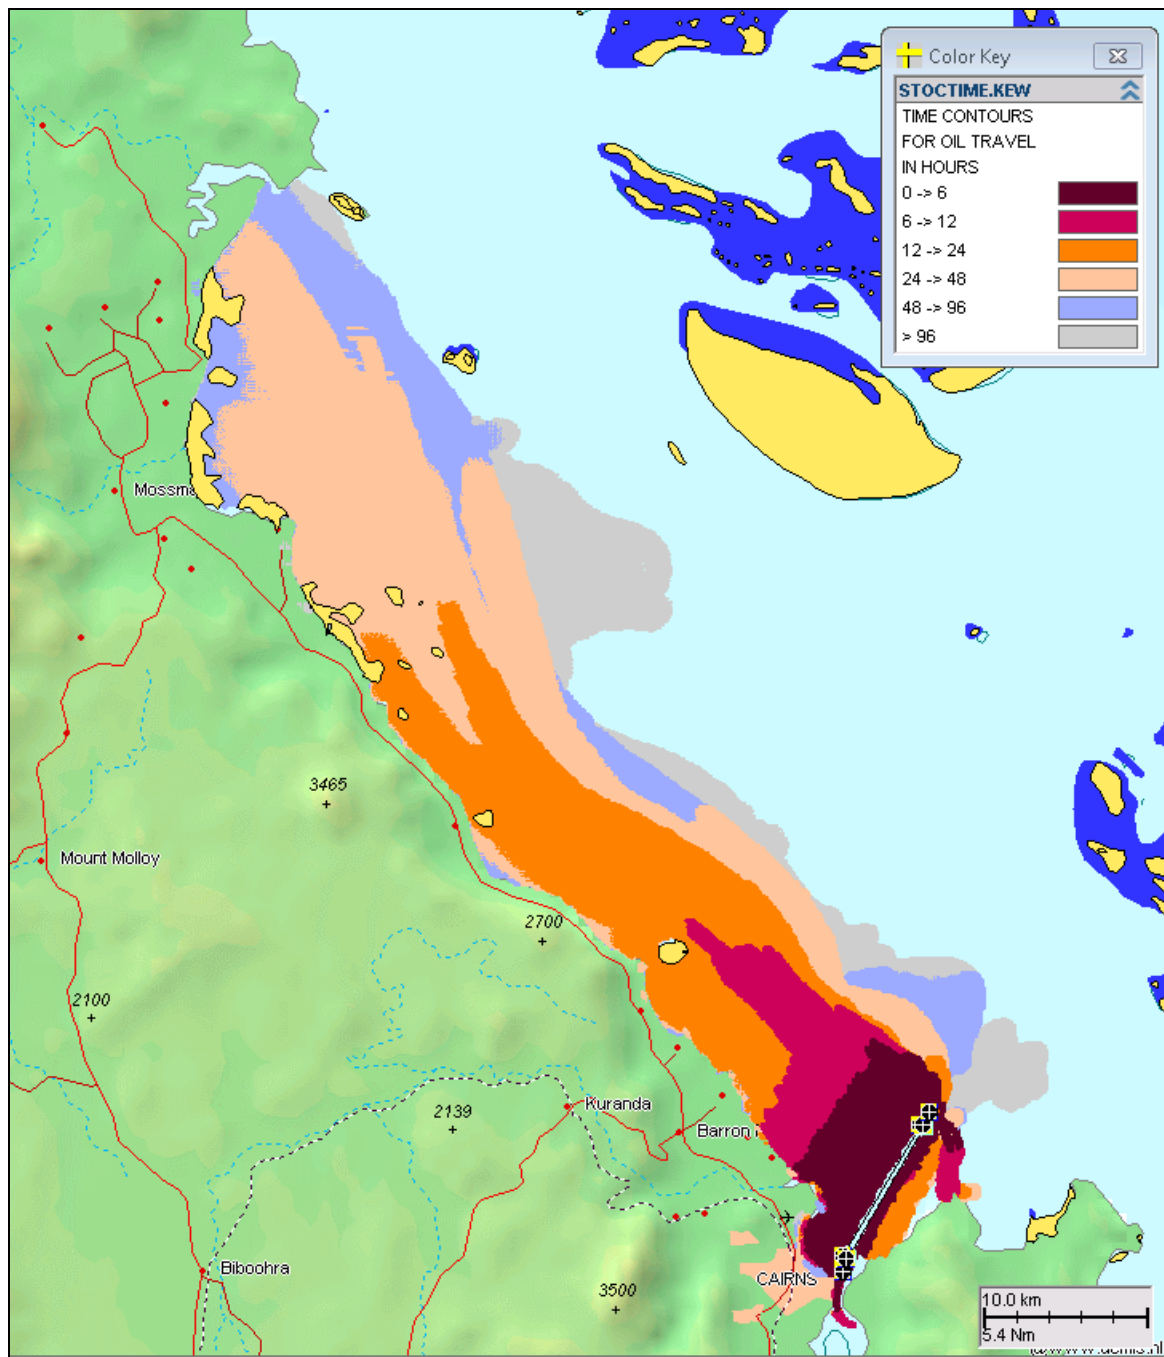 Color Key
STOCTIME.KEW
TIME CONTOURS
FOR OIL TRAVEL
IN HOURS
0 -> 6
6 -> 12
12 -> 24
24 -> 48
48 -> 96
> 96
Mossm
3465
Mount Molloy
2700
2100
Kuranda
2139
Barron
Biboohra
CAIRNS
3500
10.0 km
5.4 Nm